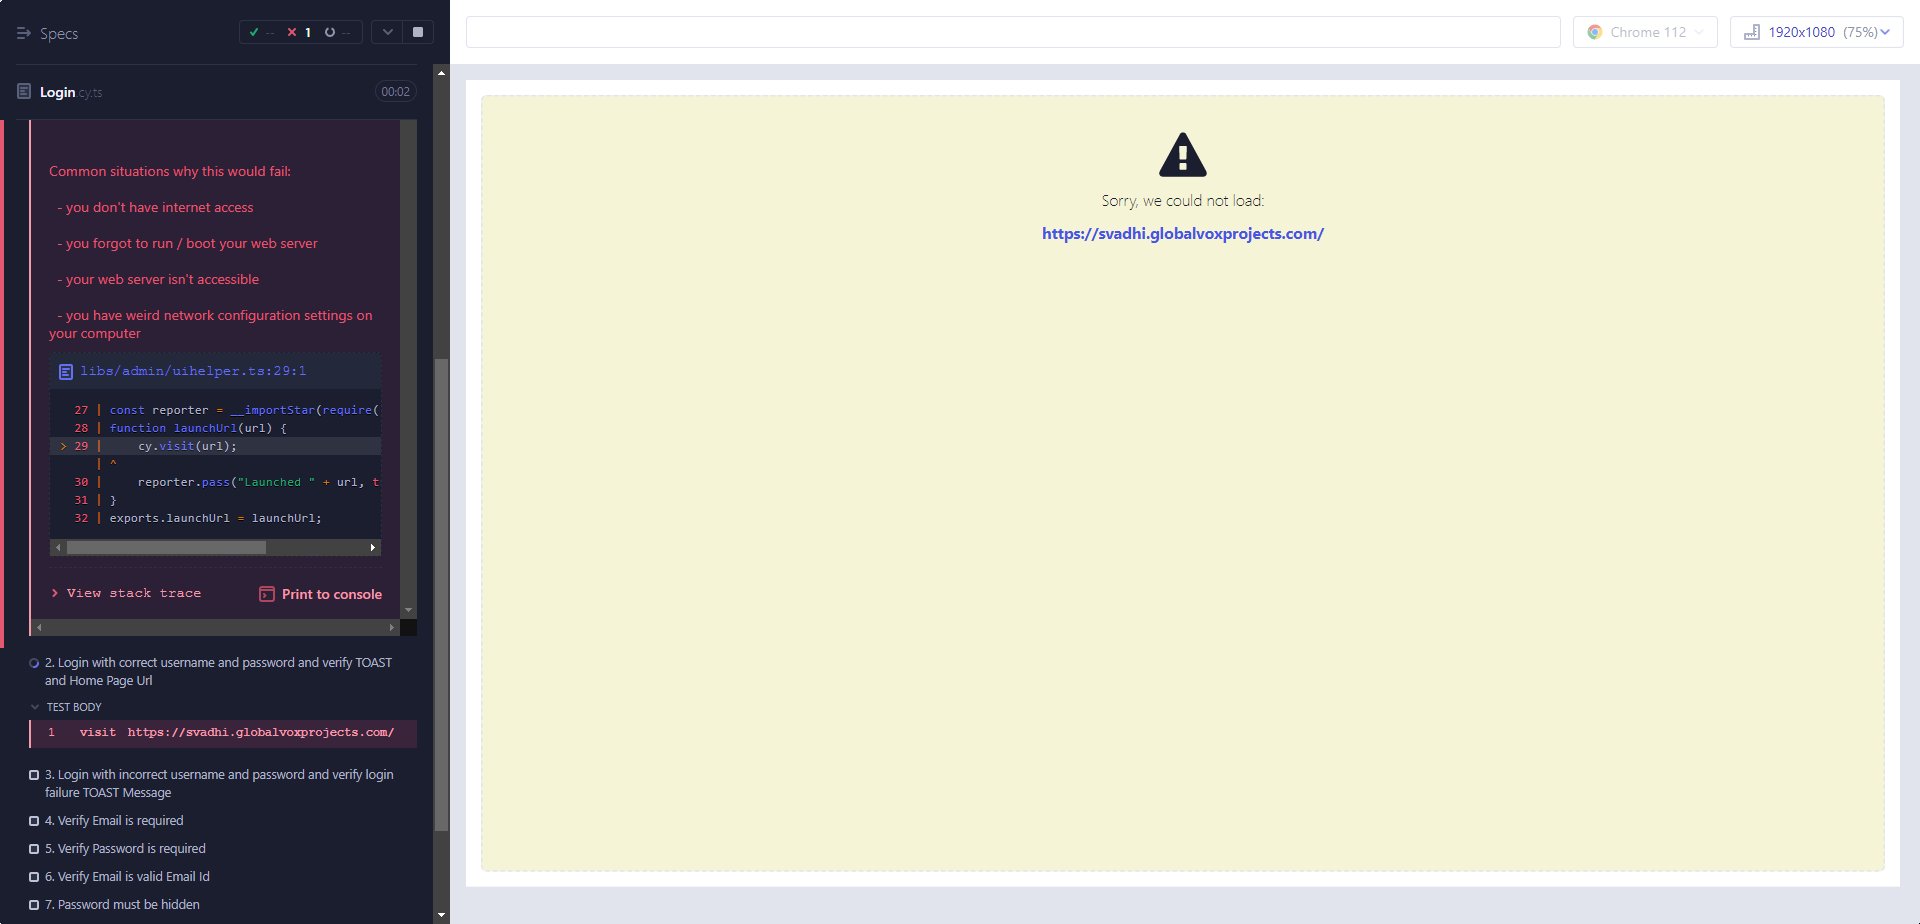 Specs
-- 1 --
Login.cy.ts
00:02
Common situations why this would fail:
- you don't have internet access
- you forgot to run / boot your web server
- your web server isn't accessible
- you have weird network configuration settings on
your computer
libs/admin/uihelper.ts:29:1
27 | const reporter = __importStar(require(
28 | function launchUrl(url) {
> 29 | cy.visit(url);
| ^
30 | reporter.pass("Launched " + url, t
31 | }
32 | exports.launchUrl = launchUrl;
> View stack trace
Print to console
2. Login with correct username and password and verify TOAST
and Home Page Url
TEST BODY
1 visit https://svadhi.globalvoxprojects.com/
3. Login with incorrect username and password and verify login
failure TOAST Message
4. Verify Email is required
5. Verify Password is required
6. Verify Email is valid Email Id
7. Password must be hidden
Chrome 112
1920x1080 (75%)
Sorry, we could not load:
https://svadhi.globalvoxprojects.com/